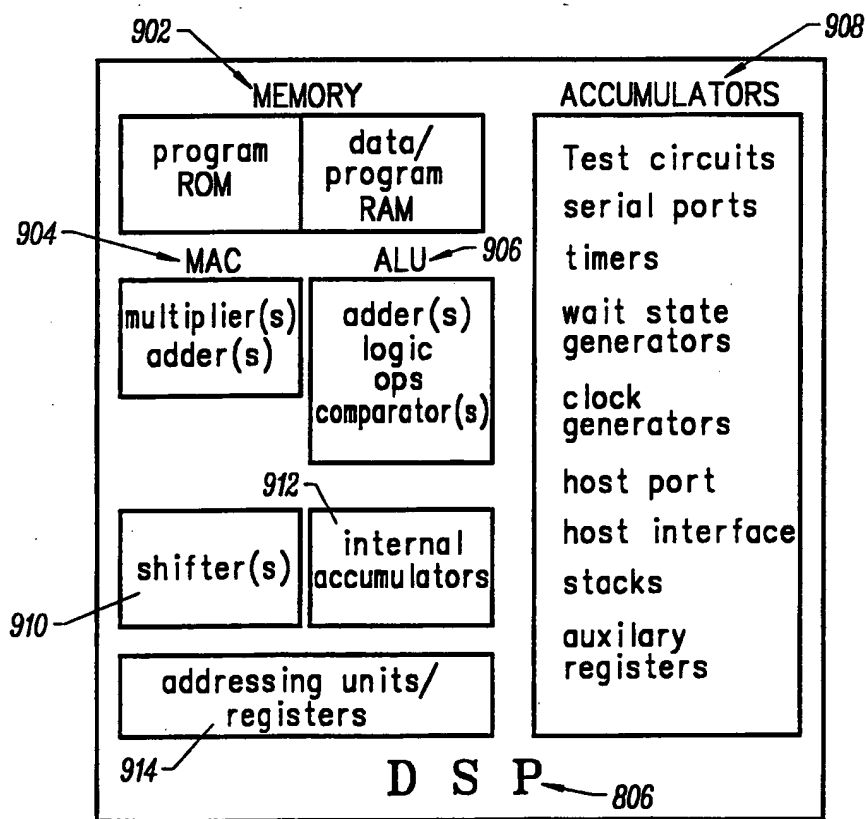 902
908
MEMORY
ACCUMULATORS
program
ROM
data/
program
RAM
904
MAC
ALU
906
multiplier(s)
adder(s)
adder(s)
logic
ops
comparator(s)
912
shifter(s)
internal
accumulators
910
addressing units/
registers
914
Test circuits
serial ports
timers
wait state
generators
clock
generators
host port
host interface
stacks
auxilary
registers
D S P
806